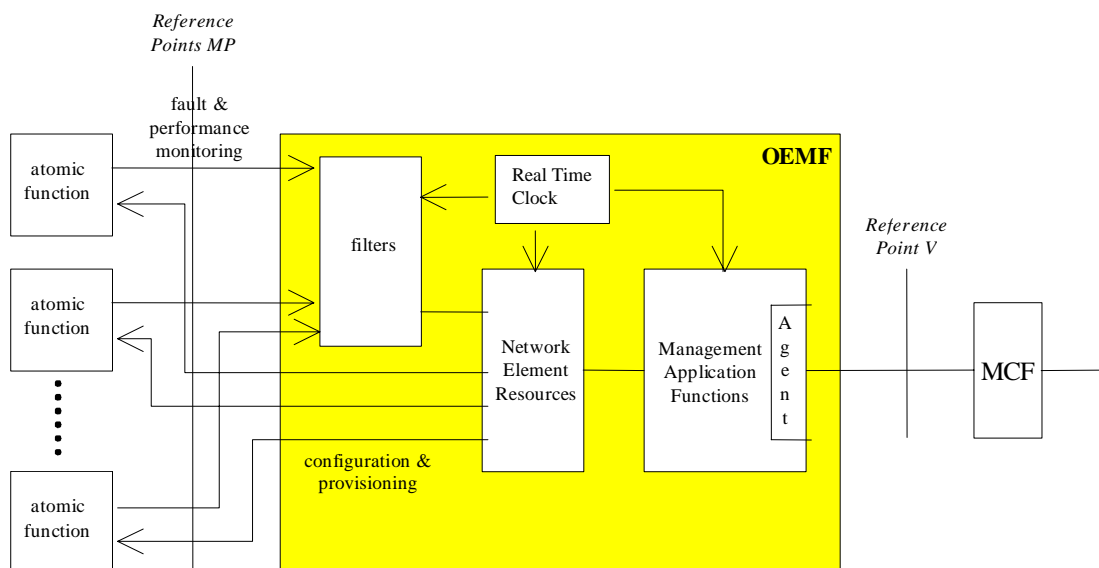 Reference
Points MP
fault &
performance
monitoring
atomic
function
OEMF
Real Time
Clock
filters
Reference
Point V
atomic
function
Network
Element
Resources
Management
Application
Functions
A
g
e
n
t
MCF
configuration &
provisioning
atomic
function